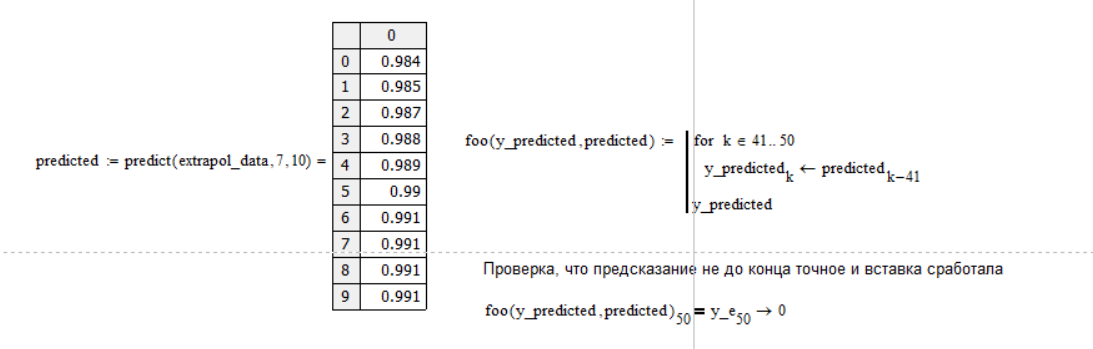 0
0 0.984
1 0.985
2 0.987
3 0.988
predicted := predict(extrapol_data,7,10) = 4 0.989
5 0.99
6 0.991
7 0.991
8 0.991
9 0.991
foo(y_predicted,predicted) := for k ∈ 41.. 50
y_predicted_k ← predicted_k−41
y_predicted
Проверка, что предсказание не до конца точное и вставка сработала
foo(y_predicted,predicted)_50 = y_e_50 → 0